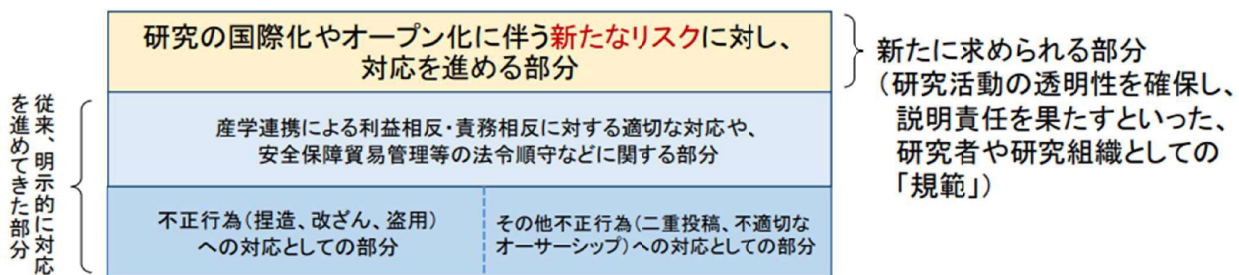 研究の国際化やオープン化に伴う新たなリスクに対し、
対応を進める部分
新たに求められる部分
（研究活動の透明性を確保し、
説明責任を果たすといった、
研究者や研究組織としての
「規範」）
従来、明示的に対応
を進めてきた部分
産学連携による利益相反・責務相反に対する適切な対応や、
安全保障貿易管理等の法令順守などに関する部分
不正行為（捏造、改ざん、盗用）
への対応としての部分
その他不正行為（二重投稿、不適切な
オーサーシップ）への対応としての部分